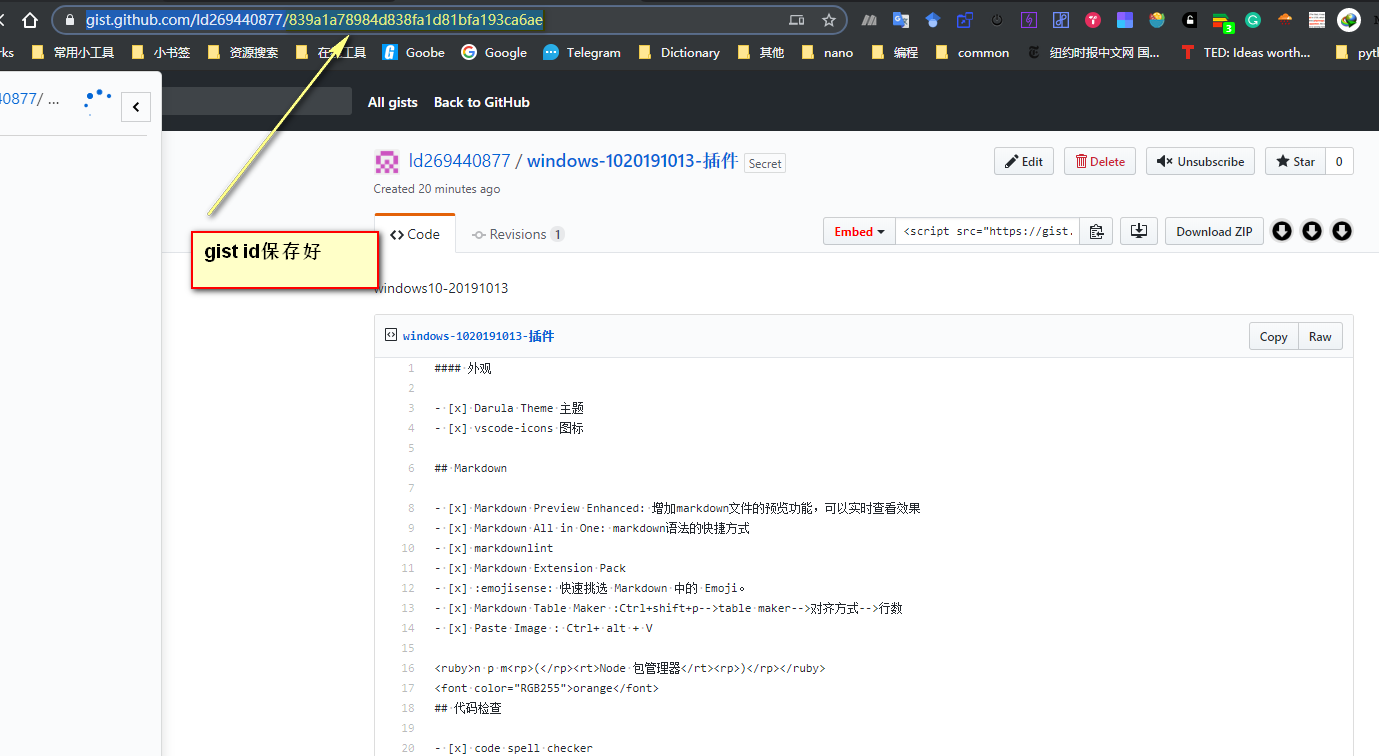 gist.github.com/ld269440877/839a1a78984d838fa1d81bfa193ca6ae
3
ks 常用小工具 小书签 资源搜索 在线工具 Goobe Google Telegram Dictionary 其他 nano 编程 common 纽约时报中文网 国... TED: Ideas worth... pyth
40877/ ...
All gists Back to GitHub
ld269440877 / windows-1020191013-插件 Secret
Edit Delete Unsubscribe Star 0
Created 20 minutes ago
Code Revisions 1
Embed <script src="https://gist. Download ZIP
gist id保存好
windows10-20191013
windows-1020191013-插件
Copy Raw
1 #### 外观
2
3 - [x] Darula Theme 主题
4 - [x] vscode-icons 图标
5
6 ## Markdown
7
8 - [x] Markdown Preview Enhanced: 增加markdown文件的预览功能，可以实时查看效果
9 - [x] Markdown All in One: markdown语法的快捷方式
10 - [x] markdownlint
11 - [x] Markdown Extension Pack
12 - [x] :emojisense: 快速挑选 Markdown 中的 Emoji。
13 - [x] Markdown Table Maker :Ctrl+shift+p-->table maker-->对齐方式-->行数
14 - [x] Paste Image : Ctrl+ alt + V
15
16 <ruby>n p m<rp>(</rp><rt>Node 包管理器</rt><rp>)</rp></ruby>
17 <font color="RGB255">orange</font>
18 ## 代码检查
19
20 - [x] code spell checker